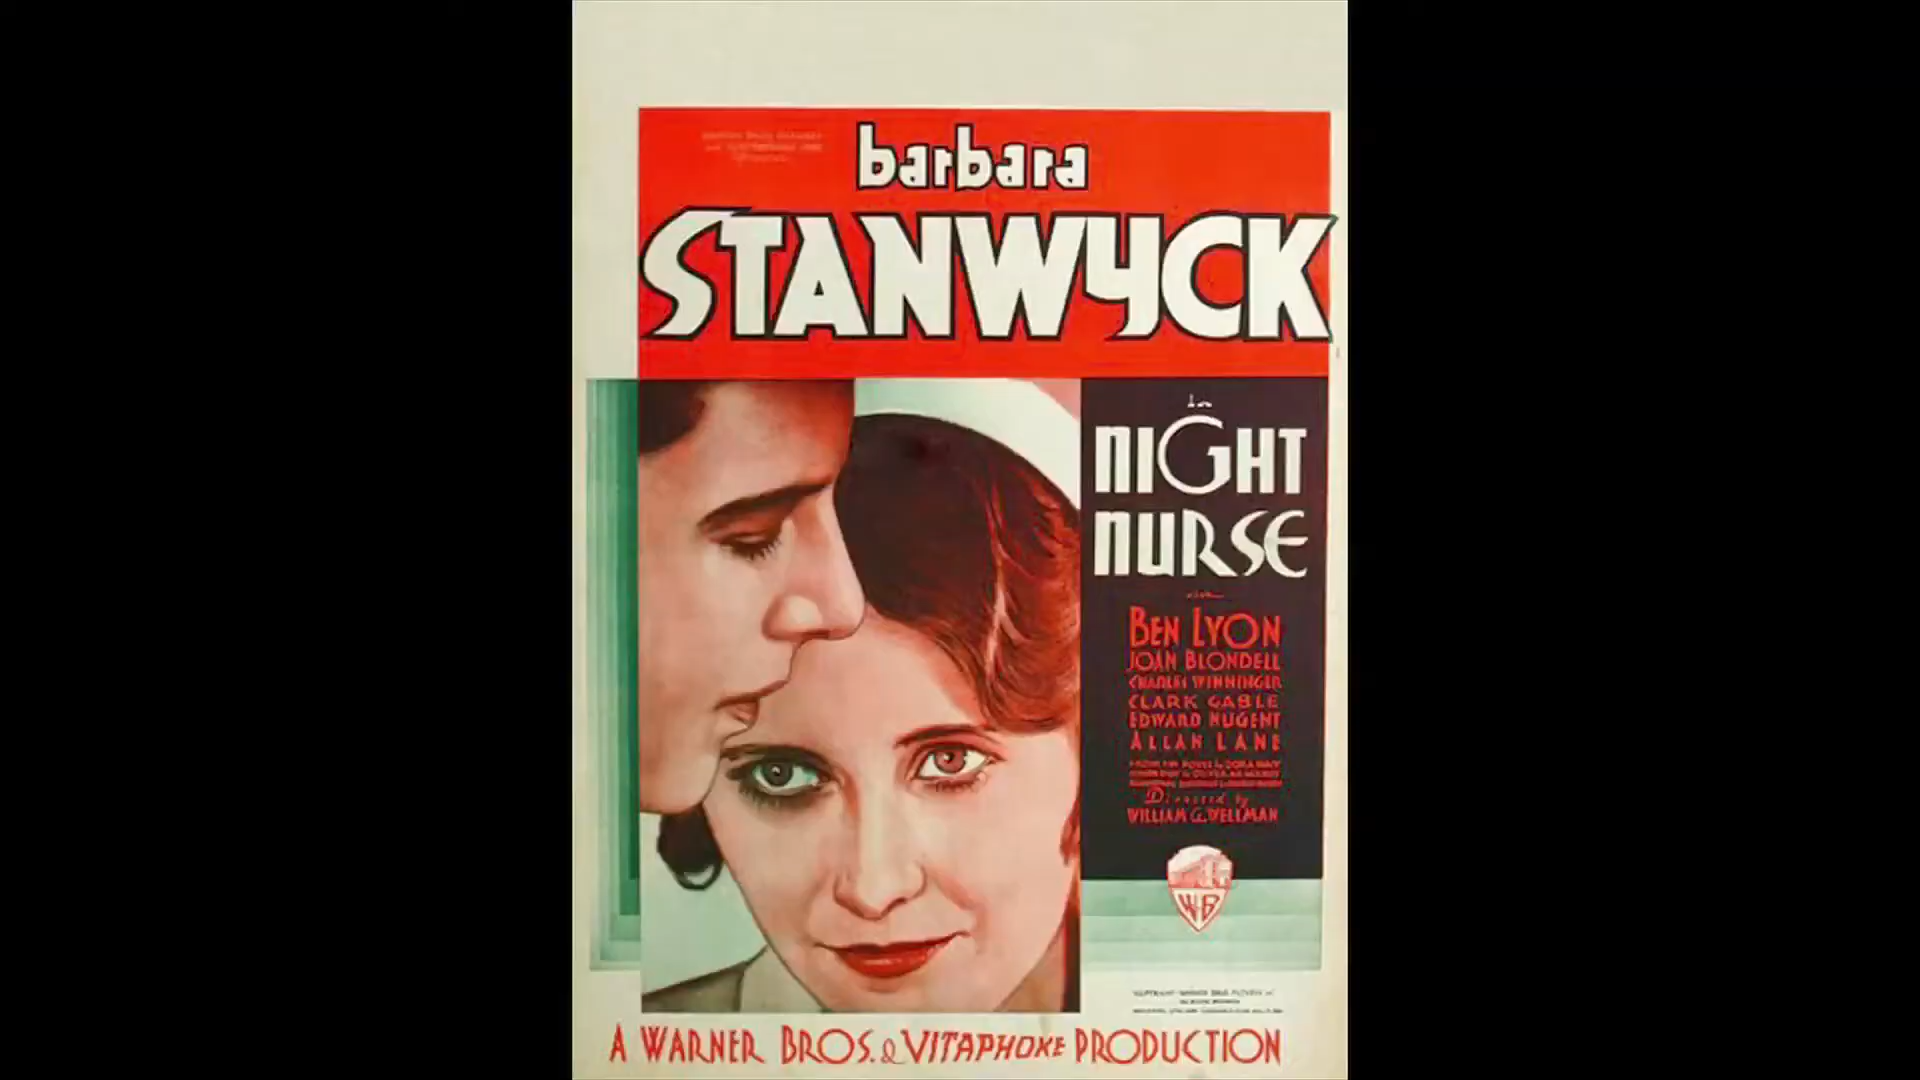 barbara
STANWYCK
in
NIGHT
NURSE
with
BEN LYON
JOAN BLONDELL
CHARLES WINNINGER
CLARK GABLE
EDWARD NUGENT
ALLAN LANE
Directed by
WILLIAM A. WELLMAN
WB
A WARNER BROS. & VITAPHONE PRODUCTION